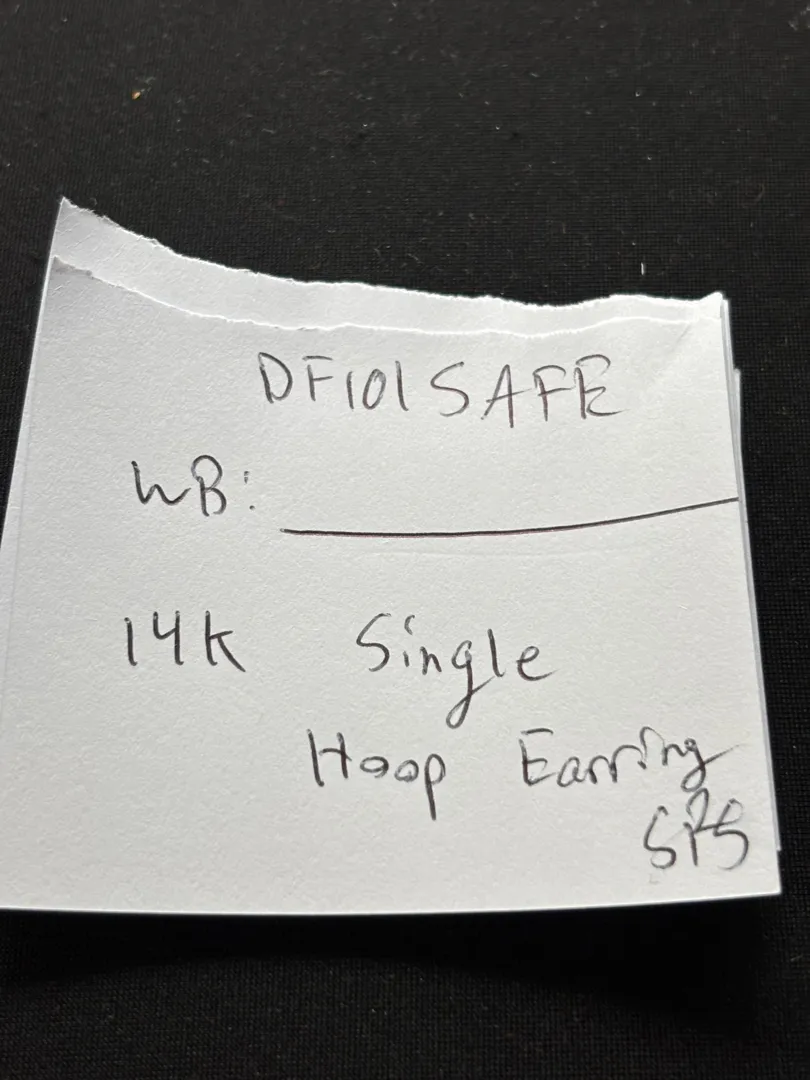 DF101SAFE
WB:
14K Single
Hoop Earring
SPS